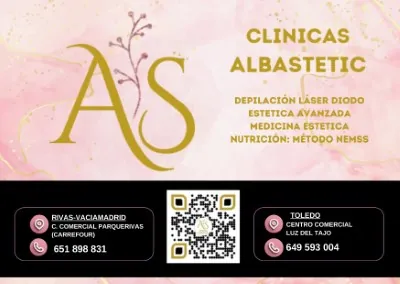 AS
CLINICAS
ALBASTETIC
DEPILACIÓN LÁSER DIODO
ESTETICA AVANZADA
MEDICINA ESTETICA
NUTRICIÓN: MÉTODO NEMSS
RIVAS-VACIAMADRID
C. COMERCIAL PARQUERIVAS
(CARREFOUR)
651 898 831
TOLEDO
CENTRO COMERCIAL
LUZ DEL TAJO
649 593 004